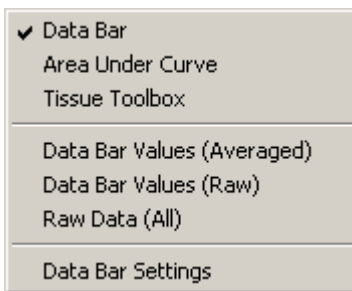 Data Bar
Area Under Curve
Tissue Toolbox
Data Bar Values (Averaged)
Data Bar Values (Raw)
Raw Data (All)
Data Bar Settings